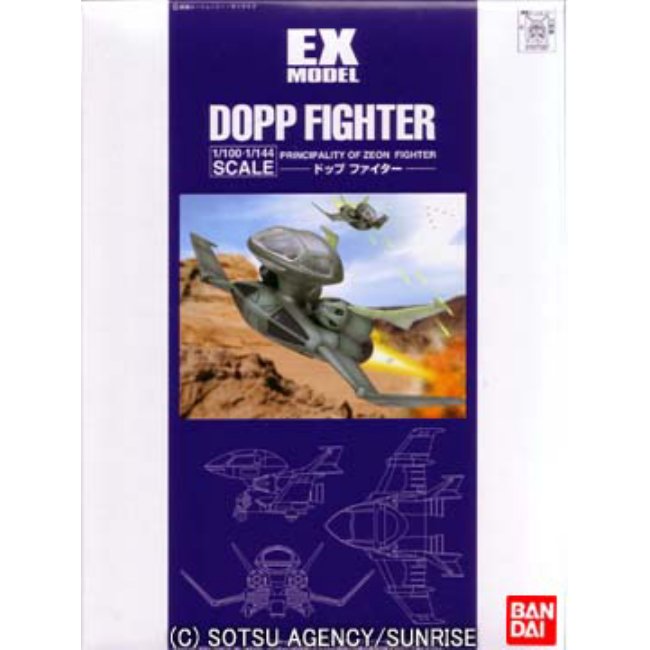 EX
MODEL
DOPP FIGHTER
1/100·1/144 SCALE
PRINCIPALITY OF ZEON FIGHTER
ドップ ファイター
BAN
DAI
(C) SOTSU AGENCY/SUNRISE